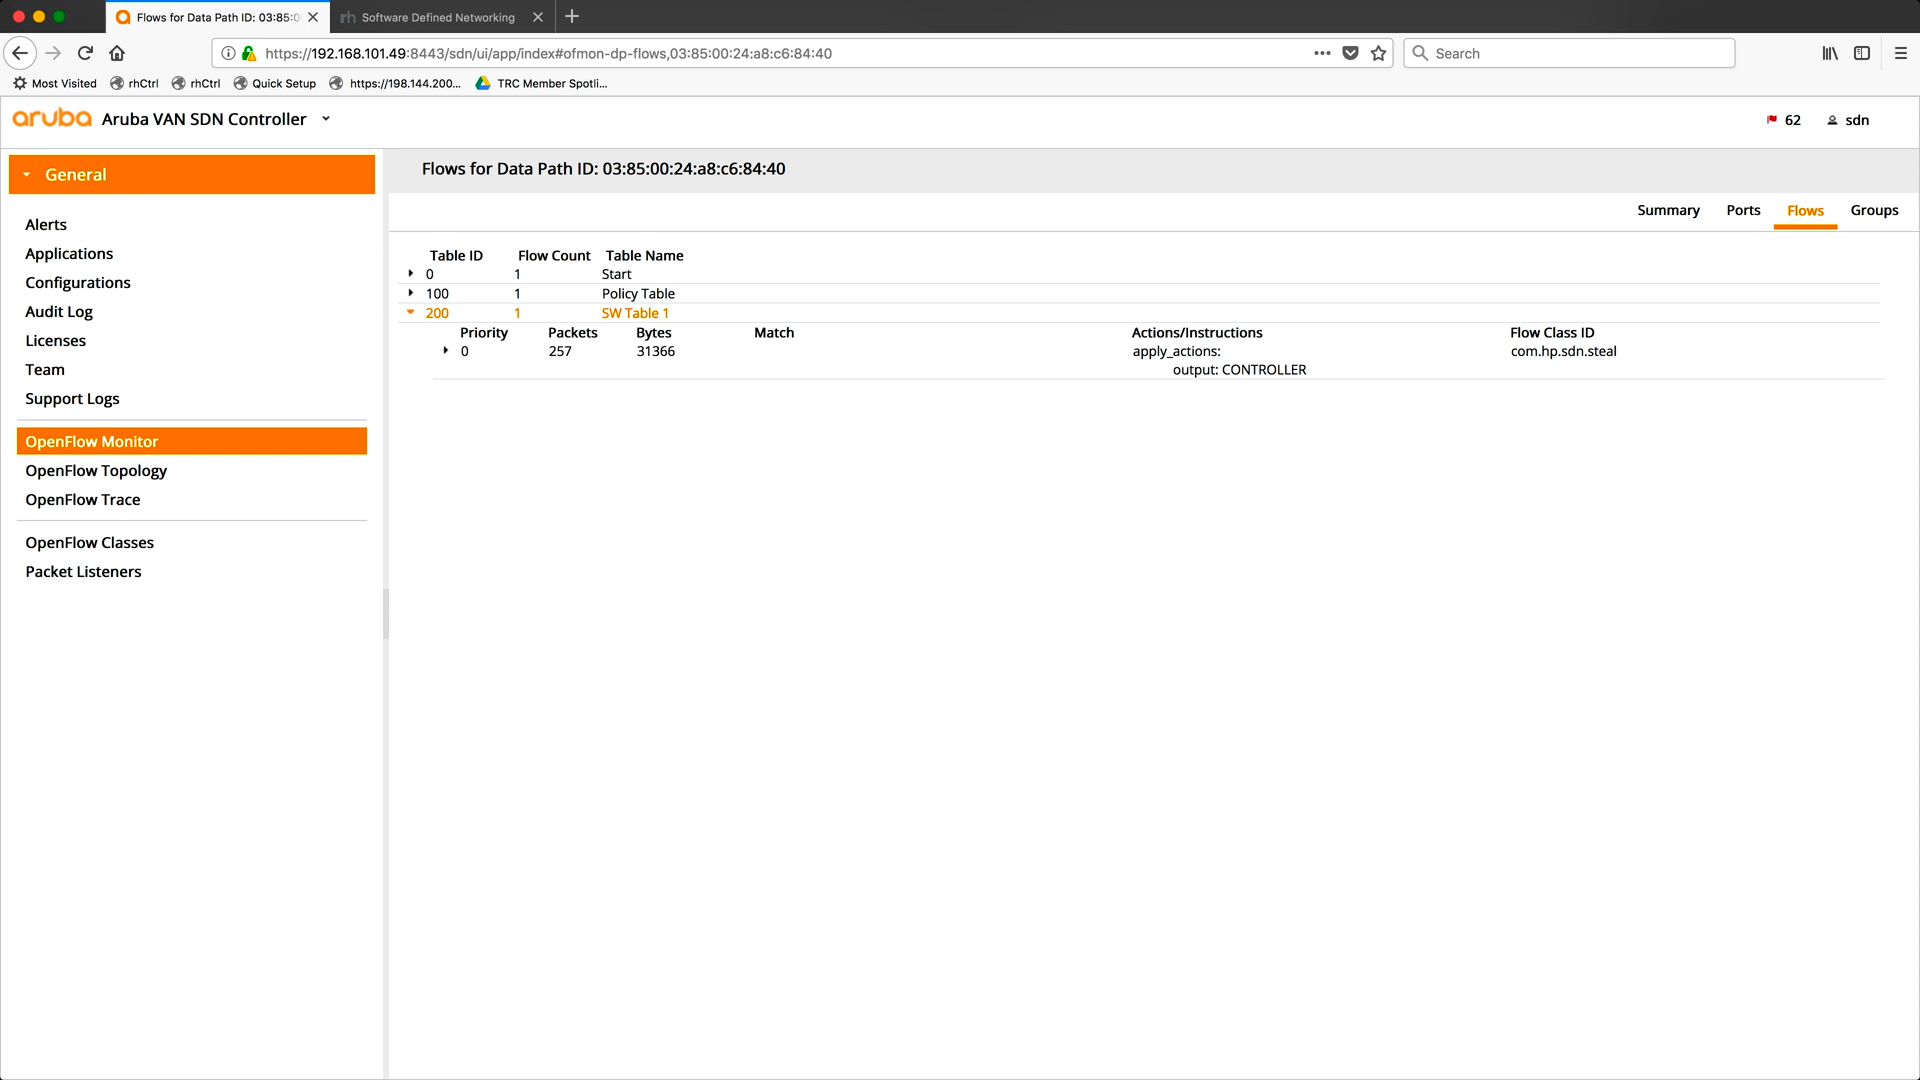 Flows for Data Path ID: 03:85:0
rh Software Defined Networking
https://192.168.101.49:8443/sdn/ui/app/index#ofmon-dp-flows,03:85:00:24:a8:c6:84:40
Search
Most Visited rhCtrl rhCtrl Quick Setup https://198.144.200... TRC Member Spotli...
aruba Aruba VAN SDN Controller
62 sdn
General
Flows for Data Path ID: 03:85:00:24:a8:c6:84:40
Summary Ports Flows Groups
Alerts
Applications
Configurations
Audit Log
Licenses
Team
Support Logs
OpenFlow Monitor
OpenFlow Topology
OpenFlow Trace
OpenFlow Classes
Packet Listeners
Table ID Flow Count Table Name
0 1 Start
100 1 Policy Table
200 1 SW Table 1
Priority Packets Bytes Match Actions/Instructions Flow Class ID
0 257 31366 apply_actions: com.hp.sdn.steal
output: CONTROLLER